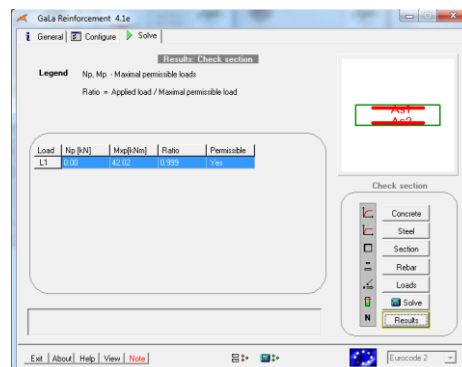 GaLa Reinforcement 4.1e
General Configure Solve
Results: Check section
Legend Np, Mp - Maximal permissible loads
Ratio = Applied load / Maximal permissible load
As1
As2
Load Np [kN] Mxp[kNm] Ratio Permissible
L1 0.00 42.02 0.999 Yes
Check section
Concrete
Steel
Section
Rebar
Loads
Solve
N Results
Exit About Help View Note Eurocode 2